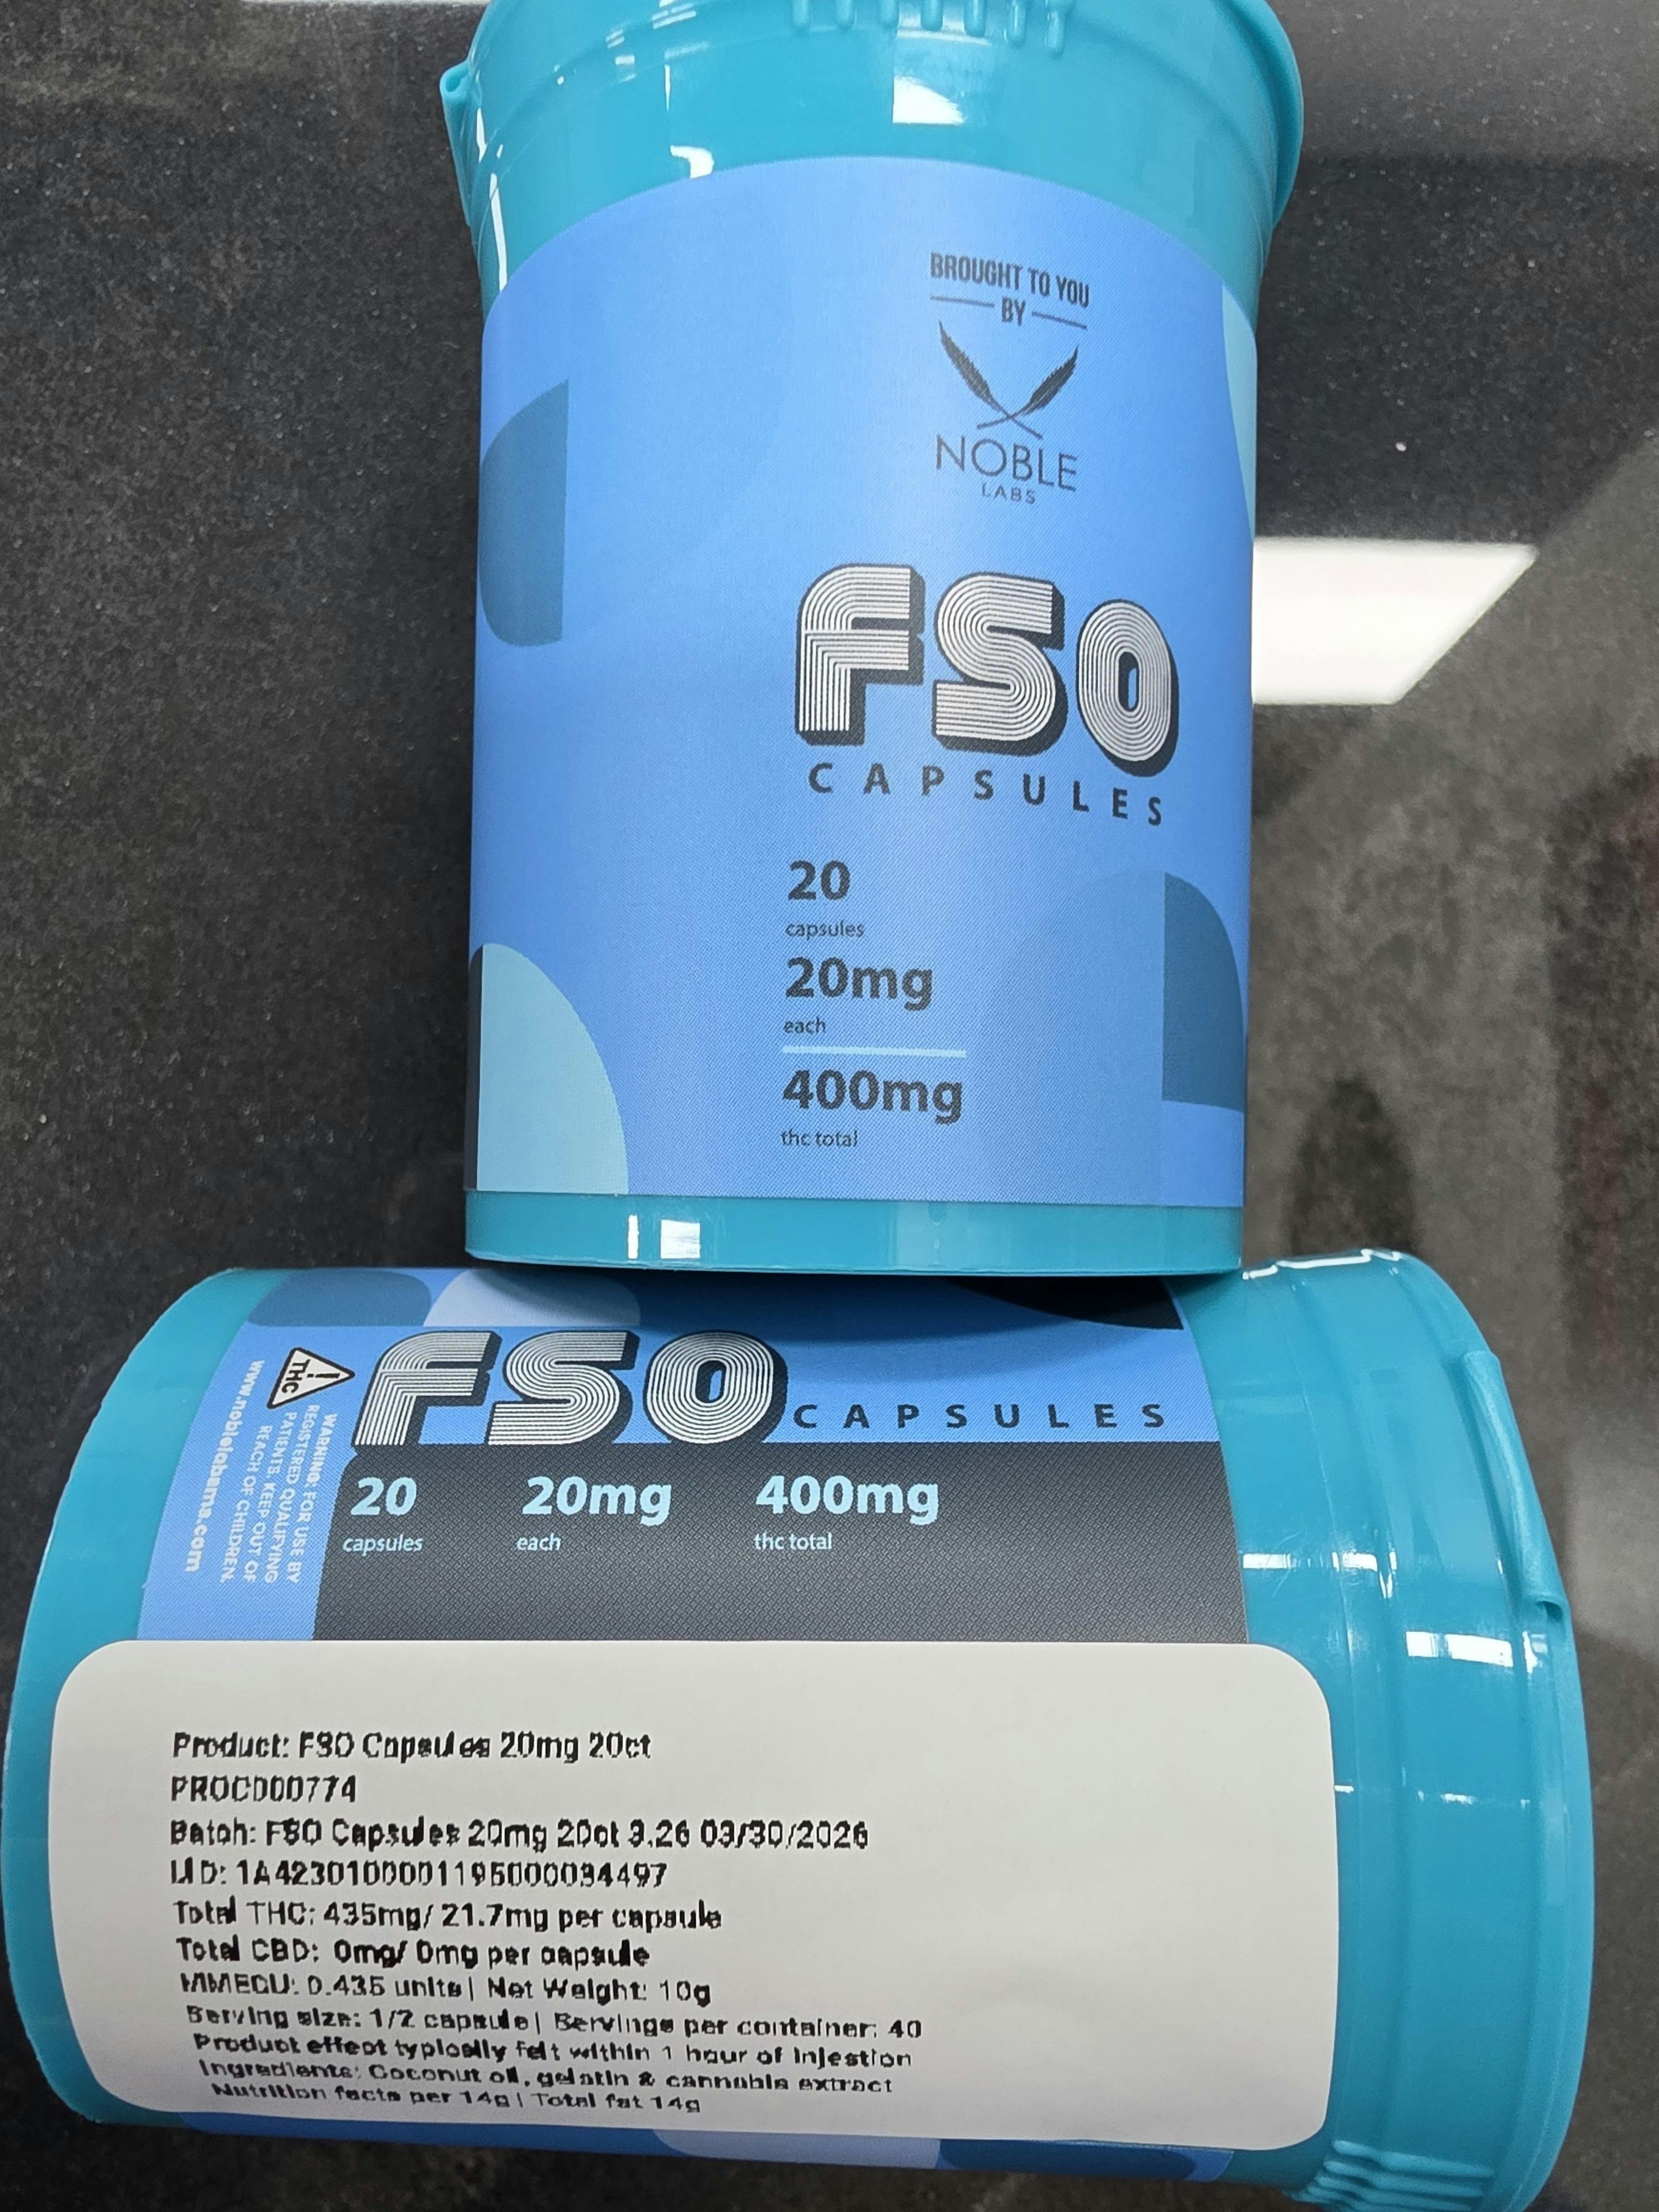 BROUGHT TO YOU
BY
NOBLE
LABS
FSO
CAPSULES
20
capsules
20mg
each
400mg
thc total
FSO CAPSULES
20 20mg 400mg
capsules each thc total
THC
WARNING: FOR USE BY
REGISTERED QUALIFYING
PATIENTS. KEEP OUT OF
REACH OF CHILDREN.
www.noblelabsms.com
Product: FSO Capsules 20mg 20ct
PROCD00774
Batch: FSO Capsules 20mg 20ct 3.26 03/30/2026
UID: 1A4230100001195000034497
Total THC: 435mg/ 21.7mg per capsule
Total CBD: 0mg/ 0mg per capsule
MMECU: 0.435 units | Net Weight: 10g
Serving size: 1/2 capsule | Servings per container: 40
Product effect typically felt within 1 hour of injestion
Ingredients: Coconut oil, gelatin & cannabis extract
Nutrition facts per 14g | Total fat 14g